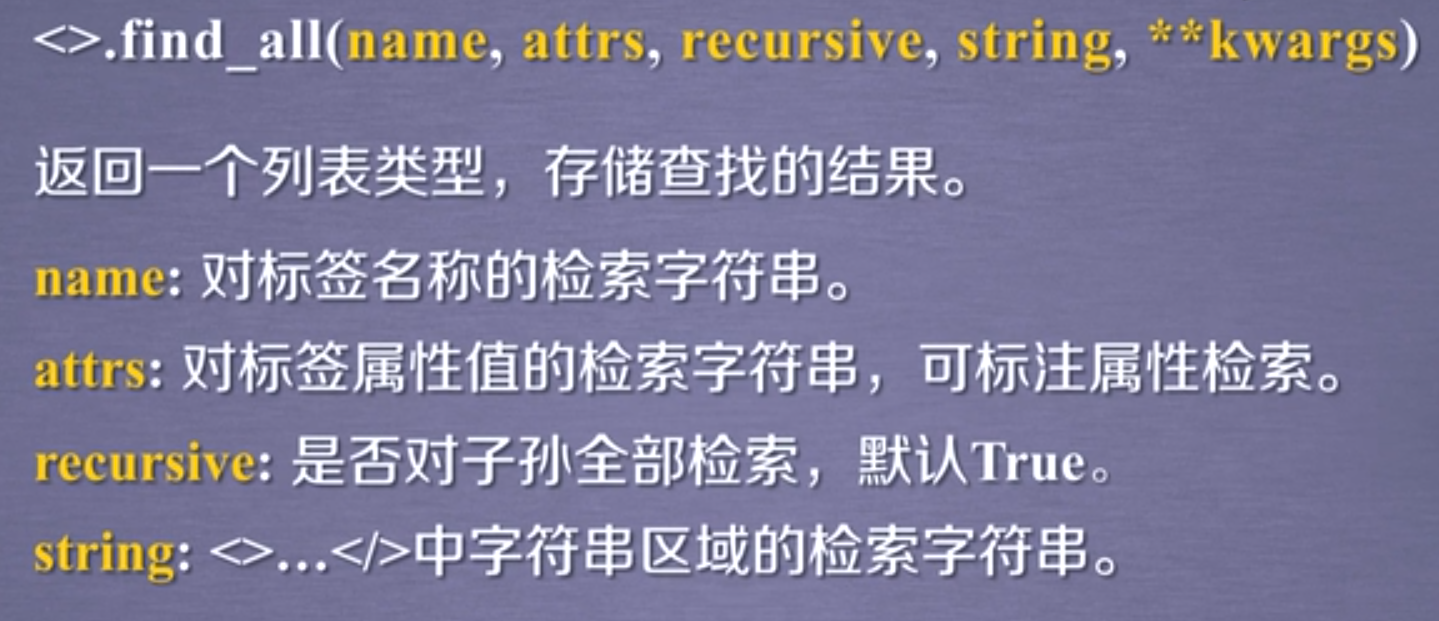 <>.find_all(name, attrs, recursive, string, **kwargs)
返回一个列表类型，存储查找的结果。
name: 对标签名称的检索字符串。
attrs: 对标签属性值的检索字符串，可标注属性检索。
recursive: 是否对子孙全部检索，默认True。
string: <>…</>中字符串区域的检索字符串。